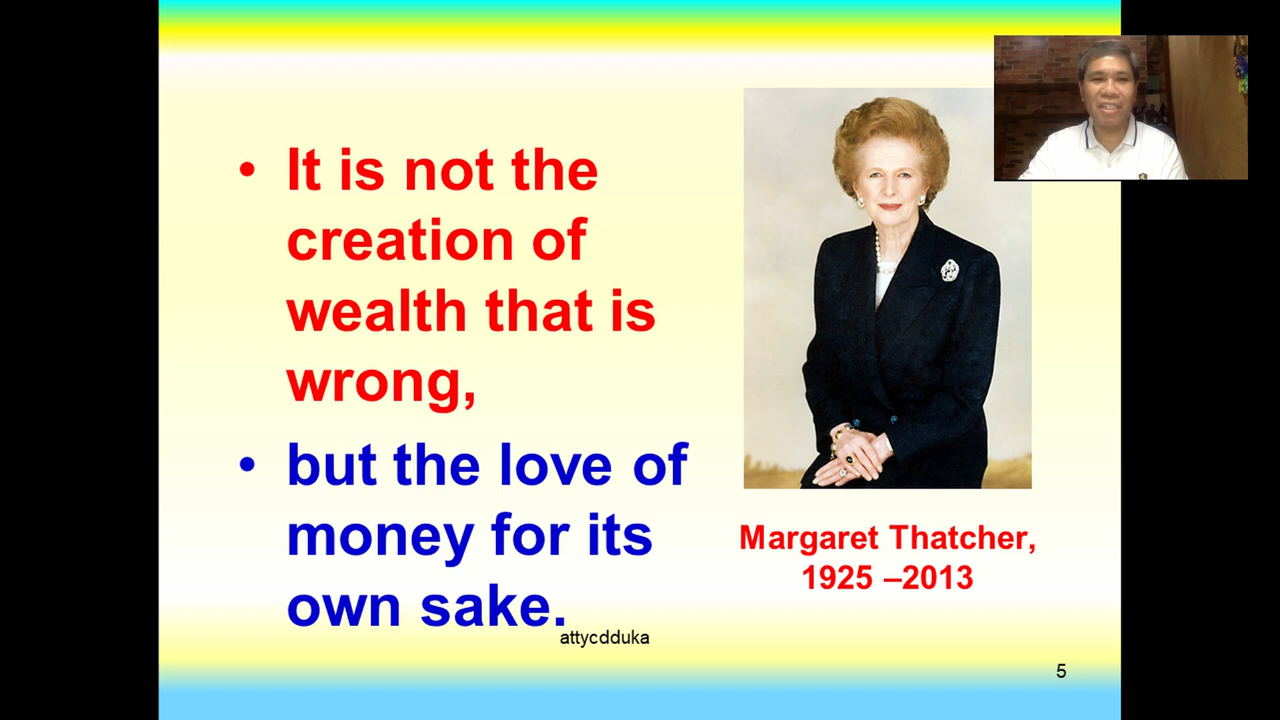 • It is not the
creation of
wealth that is
wrong,
• but the love of
money for its
own sake.
Margaret Thatcher,
1925 –2013
attycdduka
5